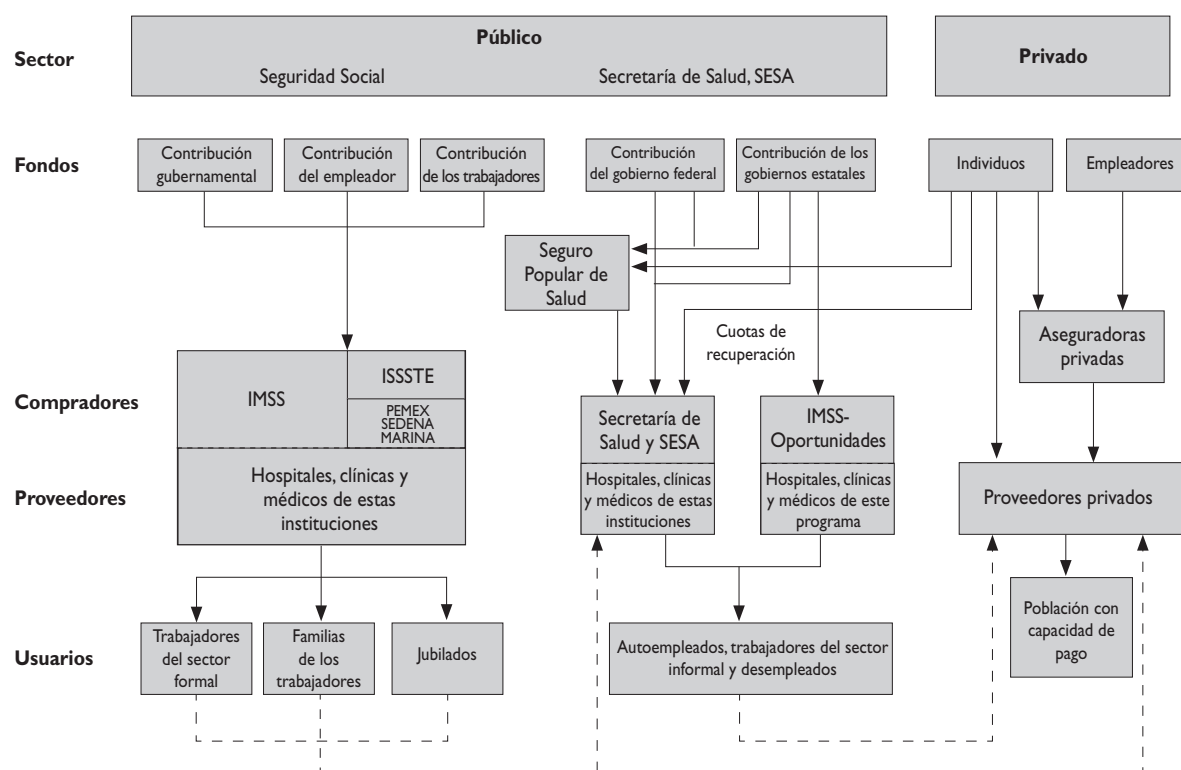 Sector
Público
Seguridad Social
Secretaría de Salud, SESA
Privado
Fondos
Contribución
gubernamental
Contribución
del empleador
Contribución
de los trabajadores
Contribución
del gobierno federal
Contribución de los
gobiernos estatales
Individuos
Empleadores
Seguro
Popular de
Salud
Cuotas de
recuperación
Aseguradoras
privadas
Compradores
IMSS
ISSSTE
PEMEX
SEDENA
MARINA
Secretaría de
Salud y SESA
IMSS-
Oportunidades
Proveedores
Hospitales, clínicas y
médicos de estas
instituciones
Hospitales, clínicas
y médicos de estas
instituciones
Hospitales, clínicas
y médicos de este
programa
Proveedores privados
Usuarios
Trabajadores
del sector
formal
Familias
de los
trabajadores
Jubilados
Autoempleados, trabajadores del sector
informal y desempleados
Población con
capacidad de
pago